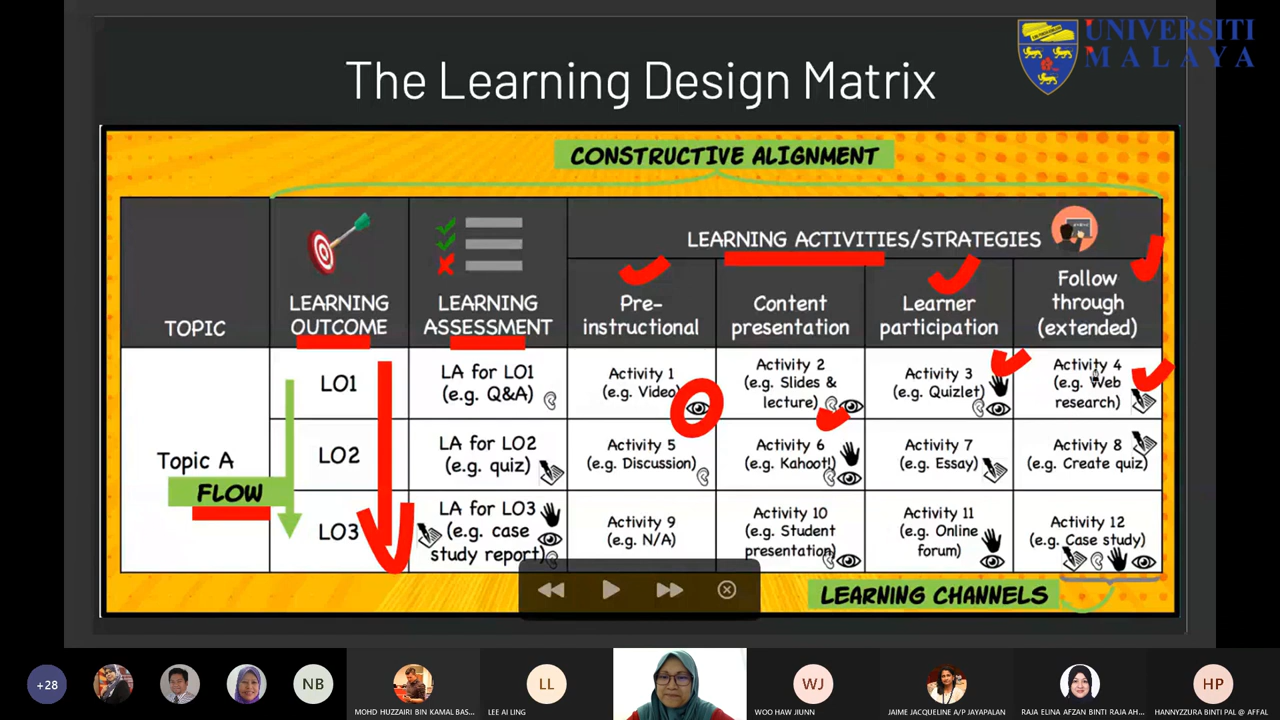 UNIVERSITI
MALAYA
The Learning Design Matrix
CONSTRUCTIVE ALIGNMENT
TOPIC
LEARNING
OUTCOME
LEARNING
ASSESSMENT
LEARNING ACTIVITIES/STRATEGIES
Pre-
instructional
Content
presentation
Learner
participation
Follow
through
(extended)
Topic A
FLOW
LO1
LA for LO1
(e.g. Q&A)
Activity 1
(e.g. Video)
Activity 2
(e.g. Slides &
lecture)
Activity 3
(e.g. Quizlet)
Activity 4
(e.g. Web
research)
LO2
LA for LO2
(e.g. quiz)
Activity 5
(e.g. Discussion)
Activity 6
(e.g. Kahoot!)
Activity 7
(e.g. Essay)
Activity 8
(e.g. Create quiz)
LO3
LA for LO3
(e.g. case
study report)
Activity 9
(e.g. N/A)
Activity 10
(e.g. Student
presentation)
Activity 11
(e.g. Online
forum)
Activity 12
(e.g. Case study)
LEARNING CHANNELS
+28
NB
MOHD HUZZAIRI BIN KAMAL BAS...
LL
LEE AI LING
WJ
WOO HAW JIUNN
JAIME JACQUELINE A/P JAYAPALAN
RAJA ELINA AFZAN BINTI RAJA AH...
HP
HANNYZZURA BINTI PAL @ AFFAL